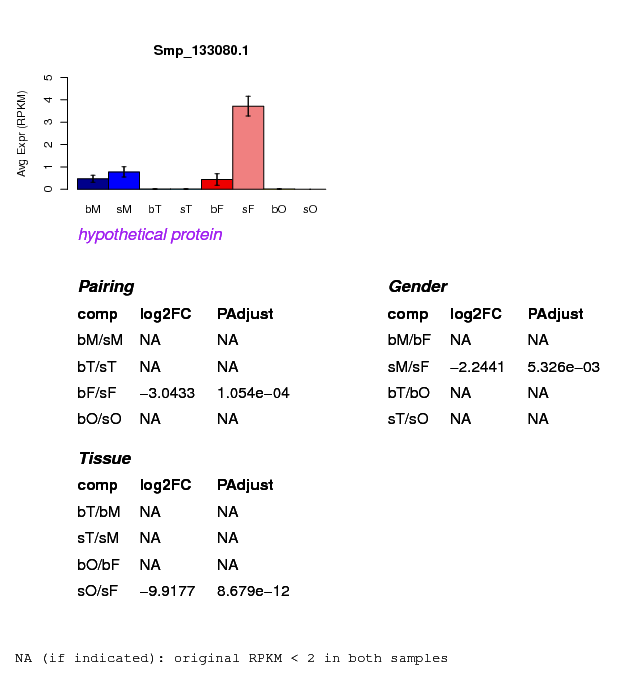 Smp_133080.1
Avg Expr (RPKM)
5
4
3
2
1
0
bM sM bT sT bF sF bO sO
hypothetical protein
Pairing
comp log2FC PAdjust
bM/sM NA NA
bT/sT NA NA
bF/sF −3.0433 1.054e−04
bO/sO NA NA
Gender
comp log2FC PAdjust
bM/bF NA NA
sM/sF −2.2441 5.326e−03
bT/bO NA NA
sT/sO NA NA
Tissue
comp log2FC PAdjust
bT/bM NA NA
sT/sM NA NA
bO/bF NA NA
sO/sF −9.9177 8.679e−12
NA (if indicated): original RPKM < 2 in both samples